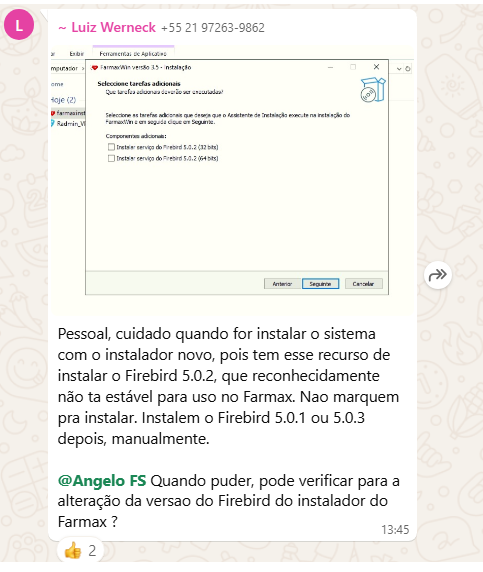 L
~ Luiz Werneck +55 21 97263-9862
Exibir
Ferramentas de Aplicativo
mputador
FarmaxWin versão 3.5 - Instalação
Seleccione tarefas adicionais
Que tarefas adicionais deverão ser executadas?
ome
Hoje (2)
farmaxinst
Radmin_VI
Seleccione as tarefas adicionais que deseja que o Assistente de Instalação execute na instalação do
FarmaxWin e em seguida clique em Seguinte.
Componentes adicionais:
Instalar serviço do Firebird 5.0.2 (32 bits)
Instalar serviço do Firebird 5.0.2 (64 bits)
Anterior Seguinte Cancelar
Pessoal, cuidado quando for instalar o sistema
com o instalador novo, pois tem esse recurso de
instalar o Firebird 5.0.2, que reconhecidamente
não ta estável para uso no Farmax. Nao marquem
pra instalar. Instalem o Firebird 5.0.1 ou 5.0.3
depois, manualmente.
@Angelo FS Quando puder, pode verificar para a
alteração da versao do Firebird do instalador do
Farmax ?
13:45
👍 2